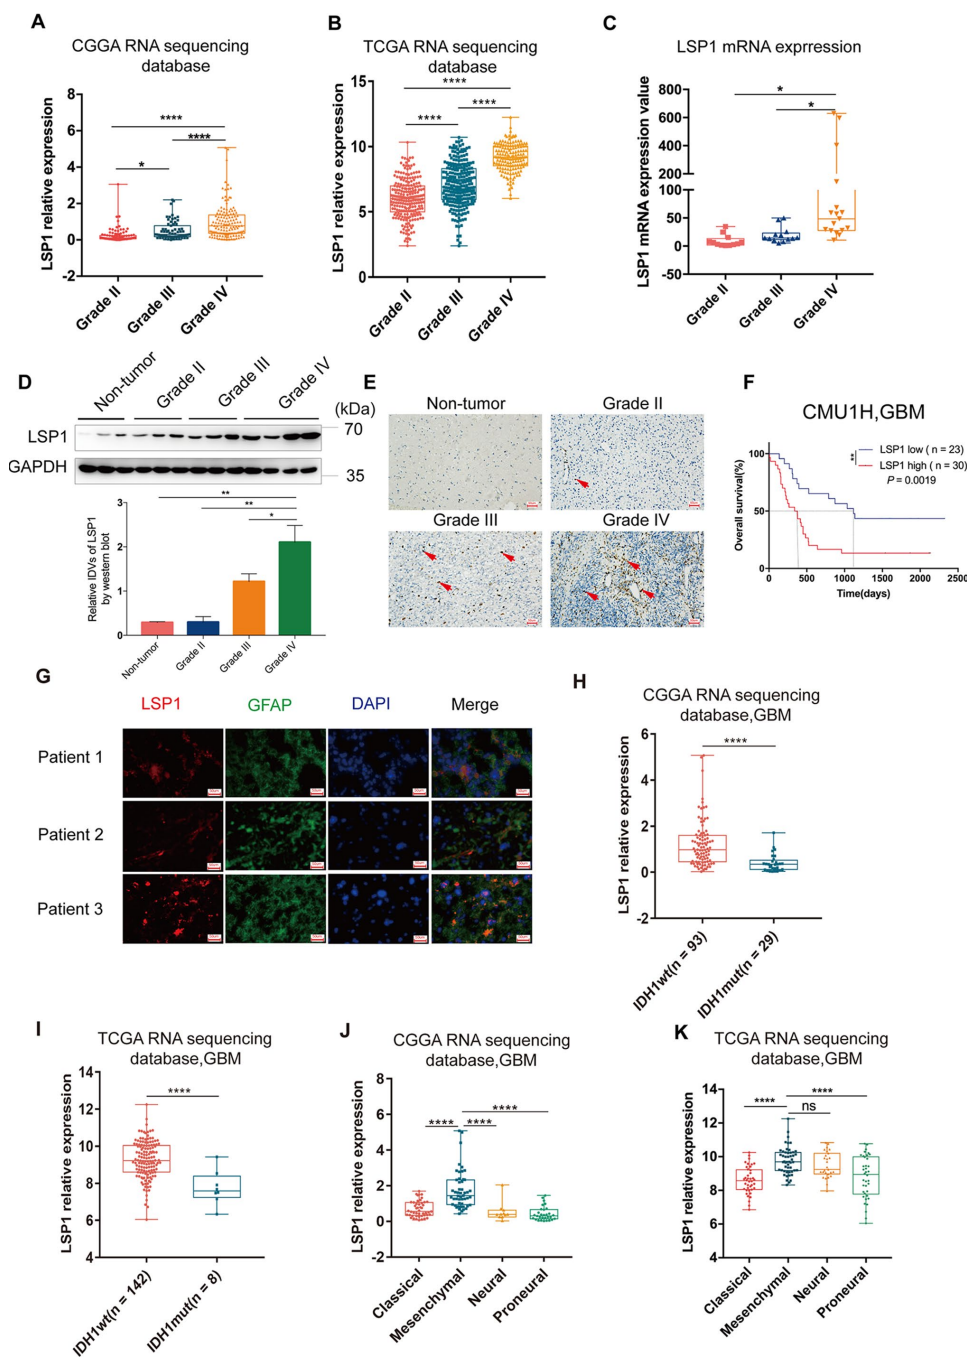 A
CGGA RNA sequencing
database
LSP1 relative expression
8
6
4
2
0
-2
****
****
*
Grade II
Grade III
Grade IV
B
TCGA RNA sequencing
database
LSP1 relative expression
15
10
5
0
****
****
****
Grade II
Grade III
Grade IV
C
LSP1 mRNA exprression
LSP1 mRNA expression value
800
600
400
200
100
50
0
-50
*
*
Grade II
Grade III
Grade IV
D
Non-tumor
Grade II
Grade III
Grade IV
(kDa)
LSP1
70
GAPDH
35
Relative IDVs of LSP1
by western blot
3
2
1
0
**
**
*
Non-tumor
Grade II
Grade III
Grade IV
E
Non-tumor
Grade II
Grade III
Grade IV
F
CMU1H,GBM
Overall survival(%)
100
50
0
**
LSP1 low ( n = 23)
LSP1 high ( n = 30)
P = 0.0019
0
500
1000
1500
2000
2500
Time(days)
G
LSP1
GFAP
DAPI
Merge
Patient 1
Patient 2
Patient 3
H
CGGA RNA sequencing
database,GBM
LSP1 relative expression
6
4
2
0
-2
****
IDH1wt(n = 93)
IDH1mut(n = 29)
I
TCGA RNA sequencing
database,GBM
LSP1 relative expression
14
12
10
8
6
4
****
IDH1wt(n = 142)
IDH1mut(n = 8)
J
CGGA RNA sequencing
database,GBM
LSP1 relative expression
8
6
4
2
0
-2
****
****
****
Classical
Mesenchymal
Neural
Proneural
K
TCGA RNA sequencing
database,GBM
LSP1 relative expression
14
12
10
8
6
4
****
****
ns
Classical
Mesenchymal
Neural
Proneural